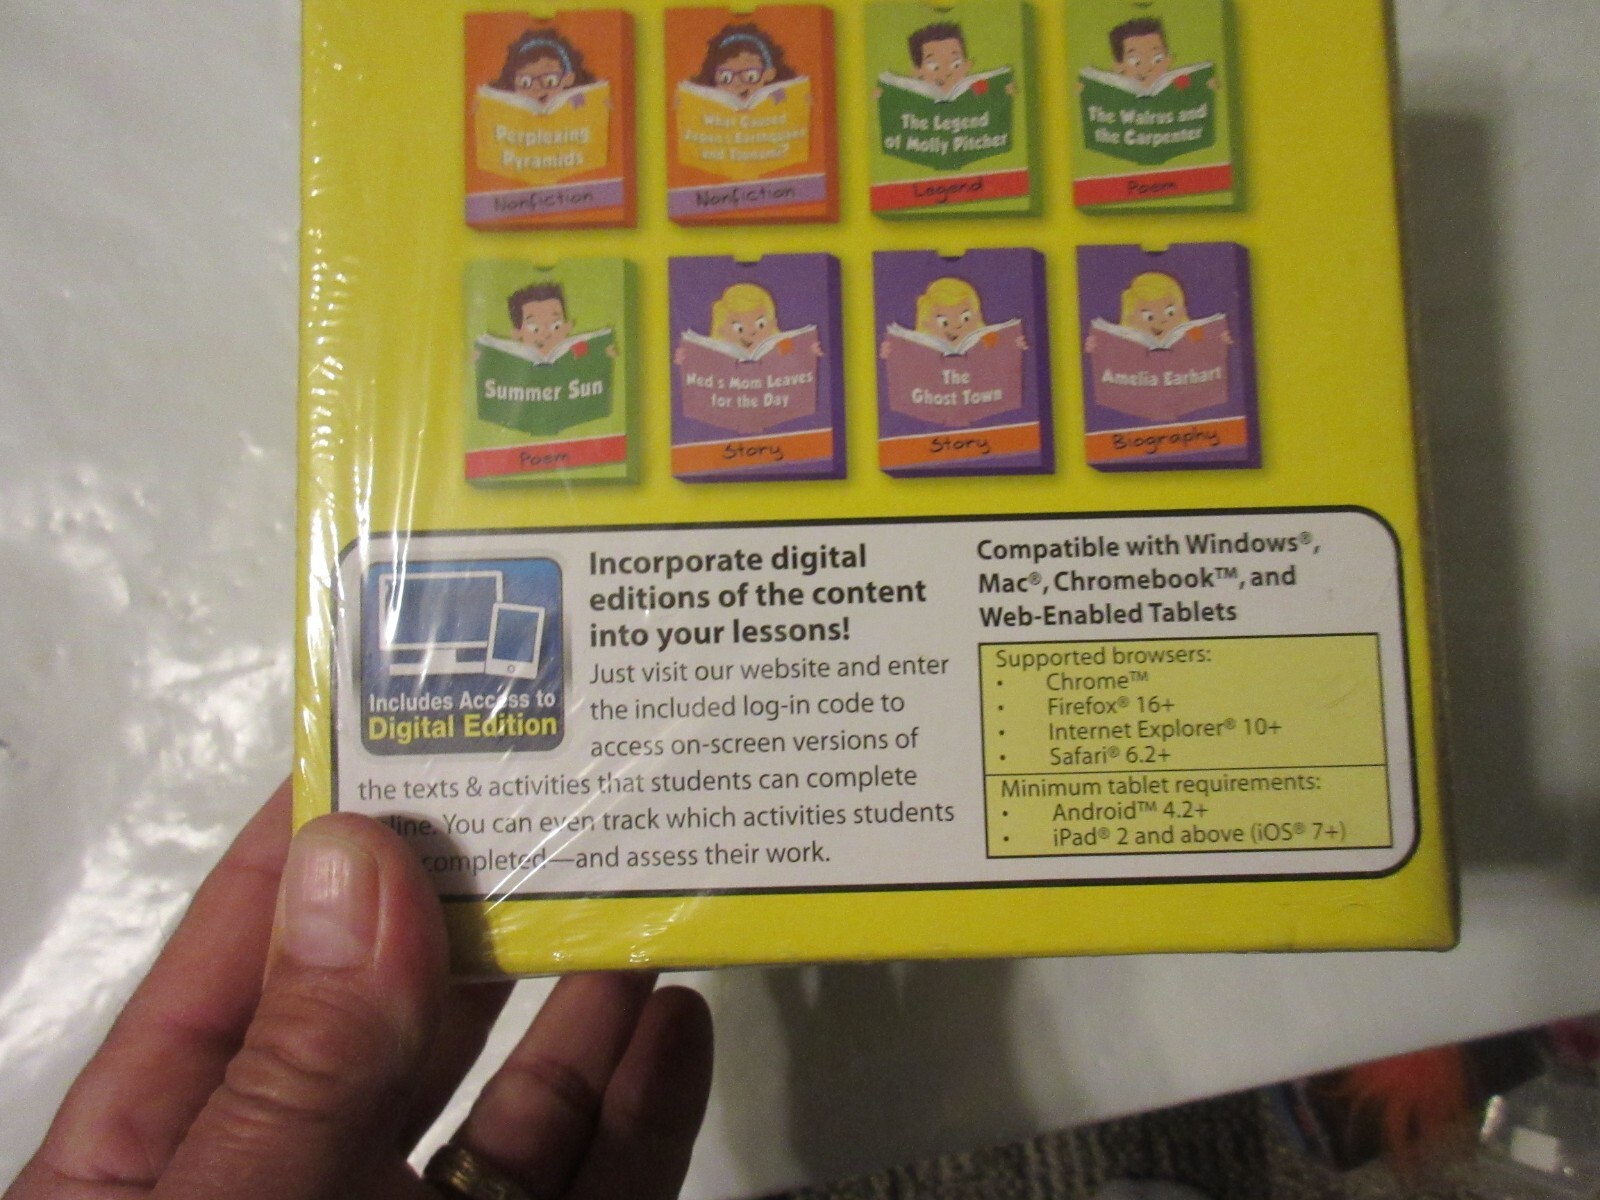 Perplexing
Pyramids
Nonfiction
What Caused
Japan's Earthquake
and Tsunami?
Nonfiction
The Legend
of Molly Pitcher
Legend
The Walrus and
the Carpenter
Poem
Summer Sun
Poem
Ned's Mom Leaves
for the Day
Story
The
Ghost Town
Story
Amelia Earhart
Biography
Includes Access to
Digital Edition
Incorporate digital
editions of the content
into your lessons!
Just visit our website and enter
the included log-in code to
access on-screen versions of
the texts & activities that students can complete
line. You can even track which activities students
completed—and assess their work.
Compatible with Windows®,
Mac®, Chromebook™, and
Web-Enabled Tablets
Supported browsers:
• Chrome™
• Firefox® 16+
• Internet Explorer® 10+
• Safari® 6.2+
Minimum tablet requirements:
• Android™ 4.2+
• iPad® 2 and above (iOS® 7+)